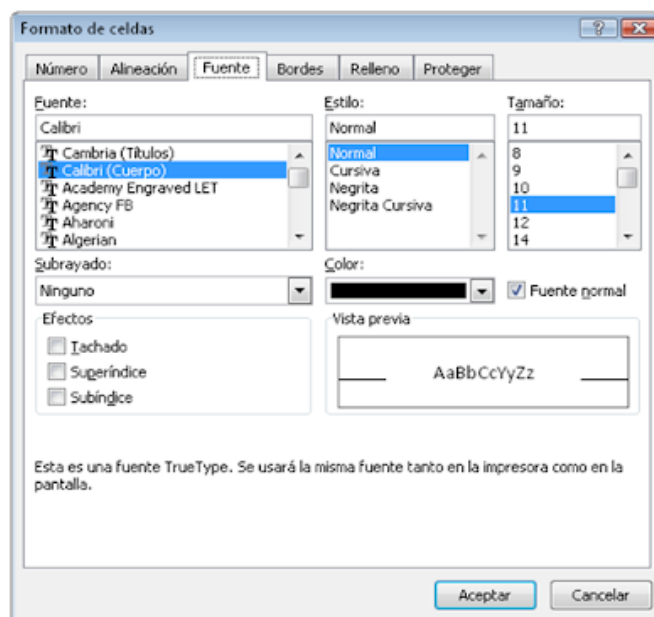 Formato de celdas
Número Alineación Fuente Bordes Relleno Proteger
Fuente: Estilo: Tamaño:
Calibri Normal 11
Cambria (Títulos) Normal 8
Calibri (Cuerpo) Cursiva 9
Academy Engraved LET Negrita 10
Agency FB Negrita Cursiva 11
Aharoni 12
Algerian 14
Subrayado: Color:
Ninguno Fuente normal
Efectos Vista previa
Tachado
Superíndice AaBbCcYyZz
Subíndice
Esta es una fuente TrueType. Se usará la misma fuente tanto en la impresora como en la
pantalla.
Aceptar Cancelar